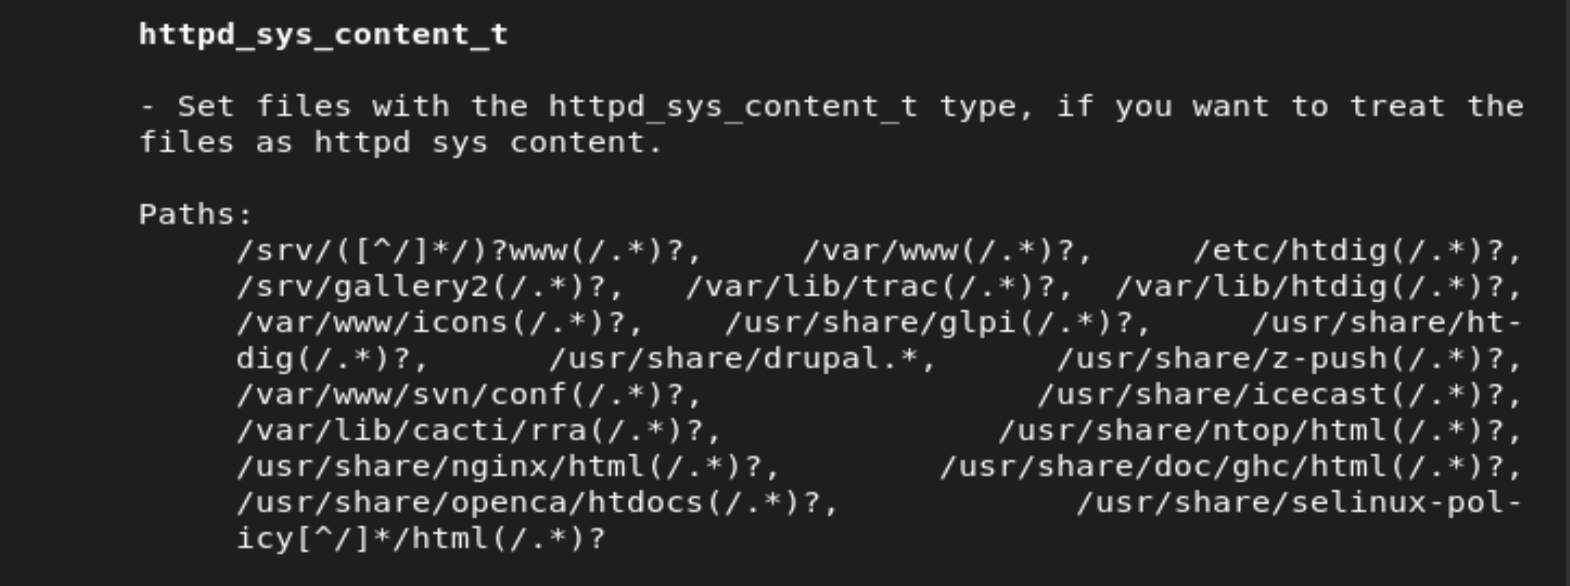 httpd_sys_content_t
- Set files with the httpd_sys_content_t type, if you want to treat the
files as httpd sys content.
Paths:
/srv/([^/]*/)?www(/.*)?, /var/www(/.*)?, /etc/htdig(/.*)?,
/srv/gallery2(/.*)?, /var/lib/trac(/.*)?, /var/lib/htdig(/.*)?,
/var/www/icons(/.*)?, /usr/share/glpi(/.*)?, /usr/share/ht-
dig(/.*)?, /usr/share/drupal.*, /usr/share/z-push(/.*)?,
/var/www/svn/conf(/.*)?, /usr/share/icecast(/.*)?,
/var/lib/cacti/rra(/.*)?, /usr/share/ntop/html(/.*)?,
/usr/share/nginx/html(/.*)?, /usr/share/doc/ghc/html(/.*)?,
/usr/share/openca/htdocs(/.*)?, /usr/share/selinux-pol-
icy[^/]*/html(/.*)?